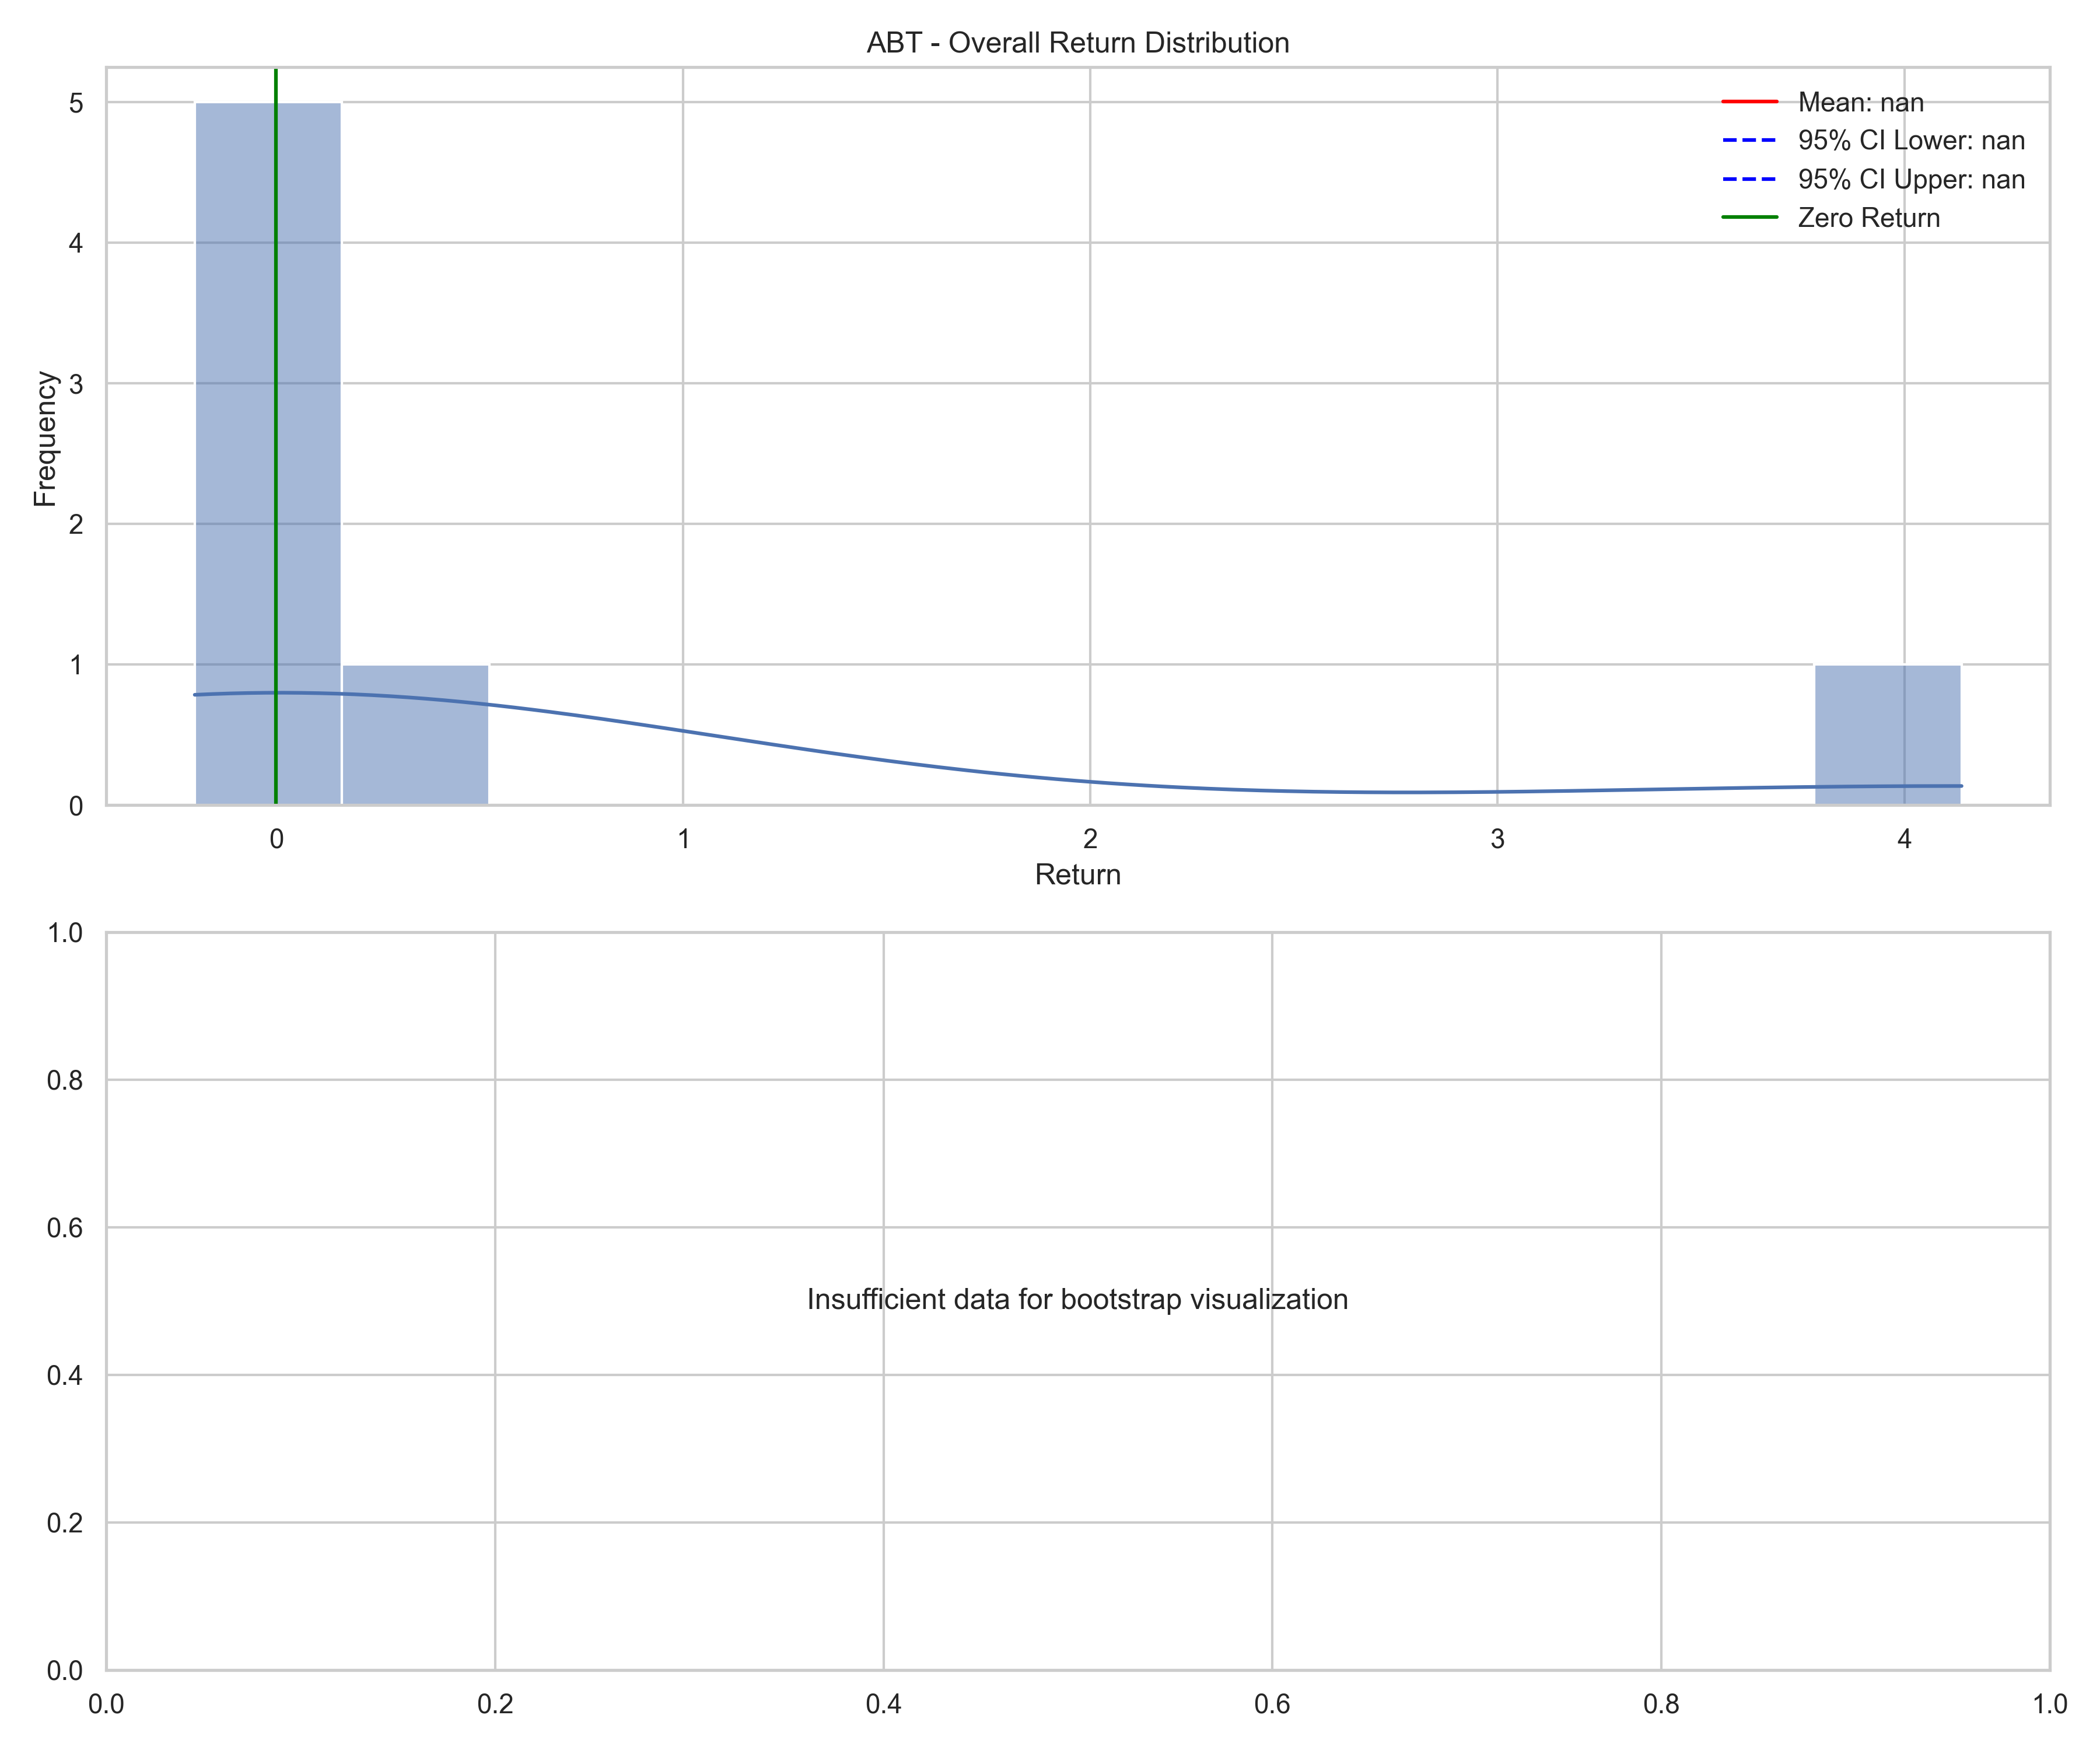 ABT - Overall Return Distribution
Mean: nan
95% CI Lower: nan
95% CI Upper: nan
Zero Return
Frequency
5
4
3
2
1
0
0 1 2 3 4
Return
1.0
0.8
0.6
0.4
0.2
0.0
Insufficient data for bootstrap visualization
0.0 0.2 0.4 0.6 0.8 1.0